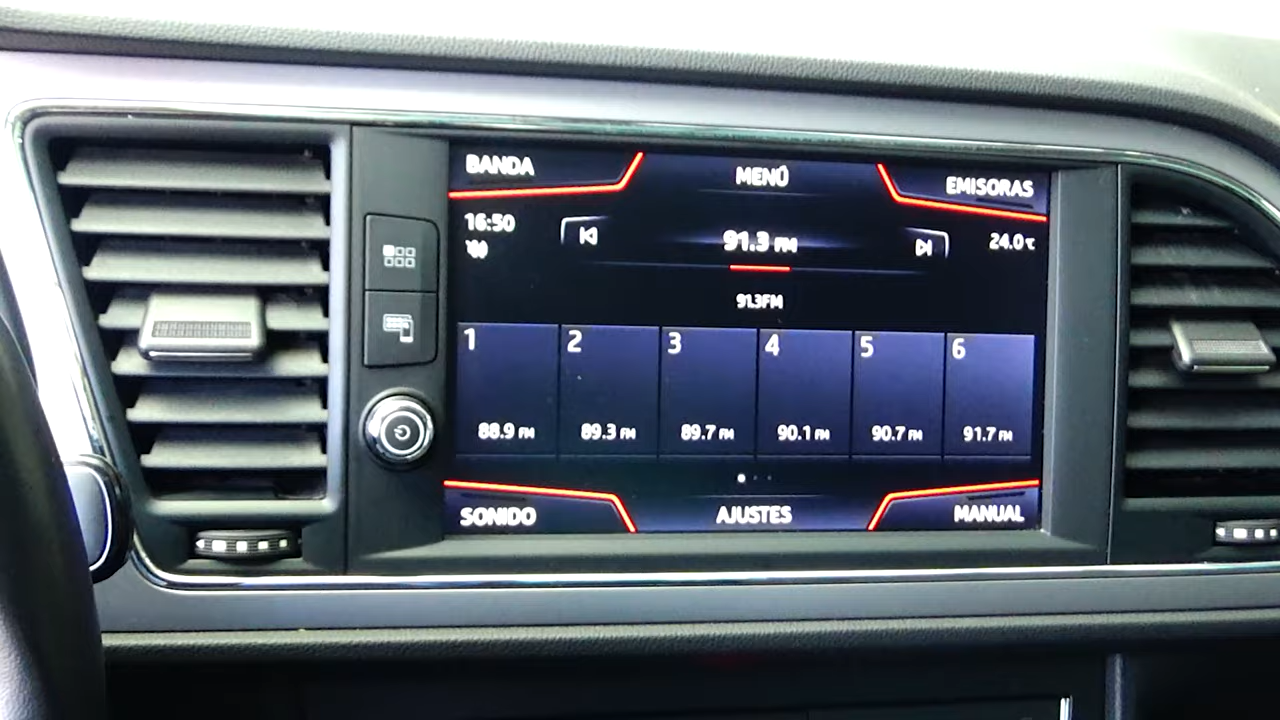 BANDA
MENÚ
EMISORAS
16:50
91.3 FM
24.0°C
91.3FM
1 2 3 4 5 6
88.9 FM 89.3 FM 89.7 FM 90.1 FM 90.7 FM 91.7 FM
SONIDO
AJUSTES
MANUAL